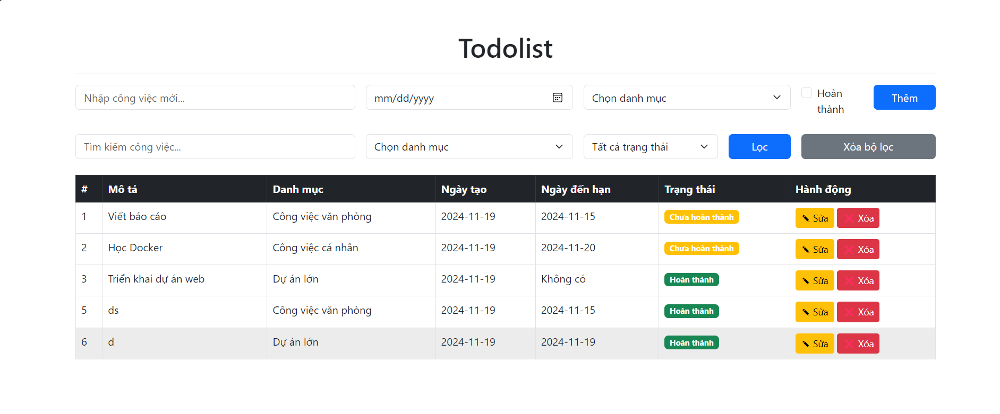 Todolist
Nhập công việc mới... mm/dd/yyyy Chọn danh mục Hoàn thành Thêm
Tìm kiếm công việc... Chọn danh mục Tất cả trạng thái Lọc Xóa bộ lọc
# Mô tả Danh mục Ngày tạo Ngày đến hạn Trạng thái Hành động
1 Viết báo cáo Công việc văn phòng 2024-11-19 2024-11-15 Chưa hoàn thành Sửa Xóa
2 Học Docker Công việc cá nhân 2024-11-19 2024-11-20 Chưa hoàn thành Sửa Xóa
3 Triển khai dự án web Dự án lớn 2024-11-19 Không có Hoàn thành Sửa Xóa
5 ds Công việc văn phòng 2024-11-19 2024-11-15 Hoàn thành Sửa Xóa
6 d Dự án lớn 2024-11-19 2024-11-19 Hoàn thành Sửa Xóa